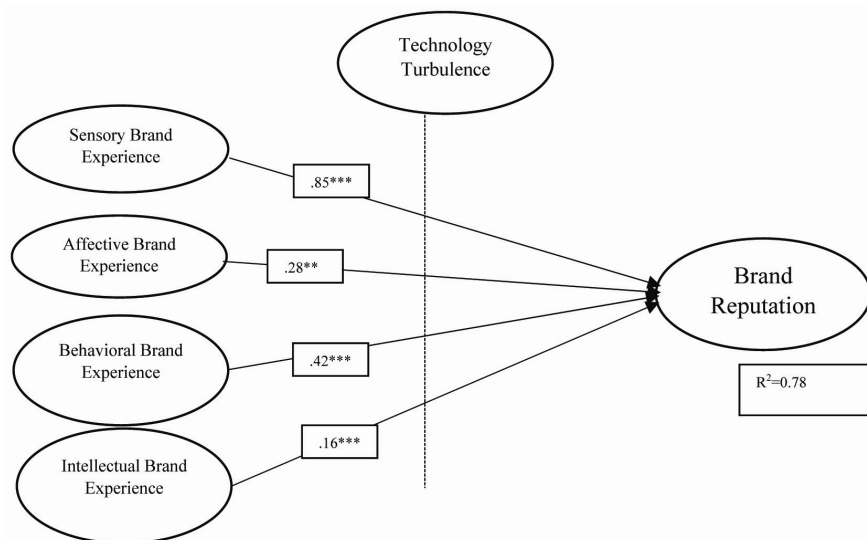 Technology
Turbulence
Sensory Brand
Experience
.85***
Affective Brand
Experience
.28**
Brand
Reputation
Behavioral Brand
Experience
.42***
R²=0.78
.16***
Intellectual Brand
Experience